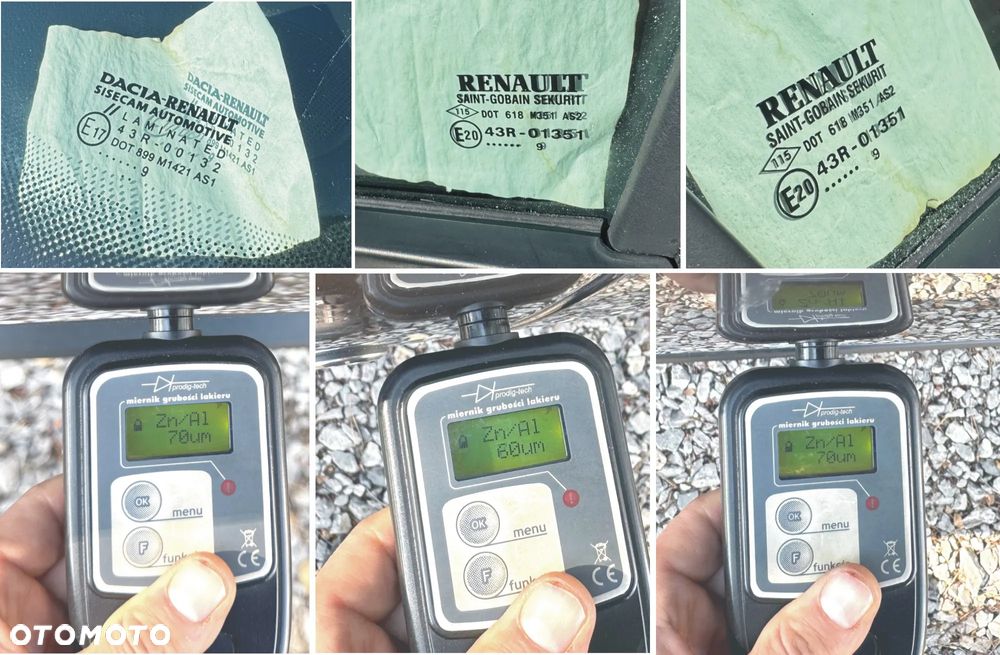 DACIA-RENAULT
SISECAM AUTOMOTIVE
LAMINATED
E17
43R-00132
DOT 899 M1421 AS1
......9
RENAULT
SAINT-GOBAIN SEKURIT
115 DOT 618 M351 AS2
E20 43R-01351
...... 9
RENAULT
SAINT-GOBAIN SEKURIT
115 DOT 618 M351 AS2
E20 43R-01351
...... 9
prodig-tech
miernik grubości lakieru
Zn/Al
70um
OK
menu
F
CE
prodig-tech
miernik grubości lakieru
Zn/Al
60um
OK
menu
F
CE
prodig-tech
miernik grubości lakieru
Zn/Al
70um
OK
menu
F
CE
OTOMOTO